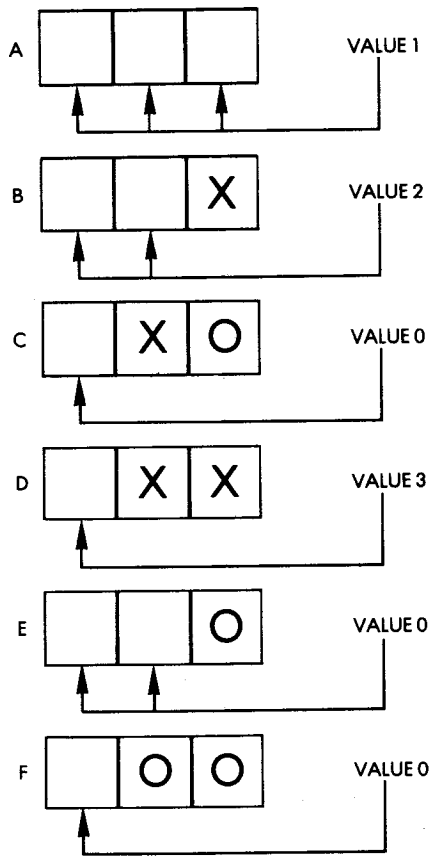 A VALUE 1
B X VALUE 2
C X O VALUE 0
D X X VALUE 3
E O VALUE 0
F O O VALUE 0